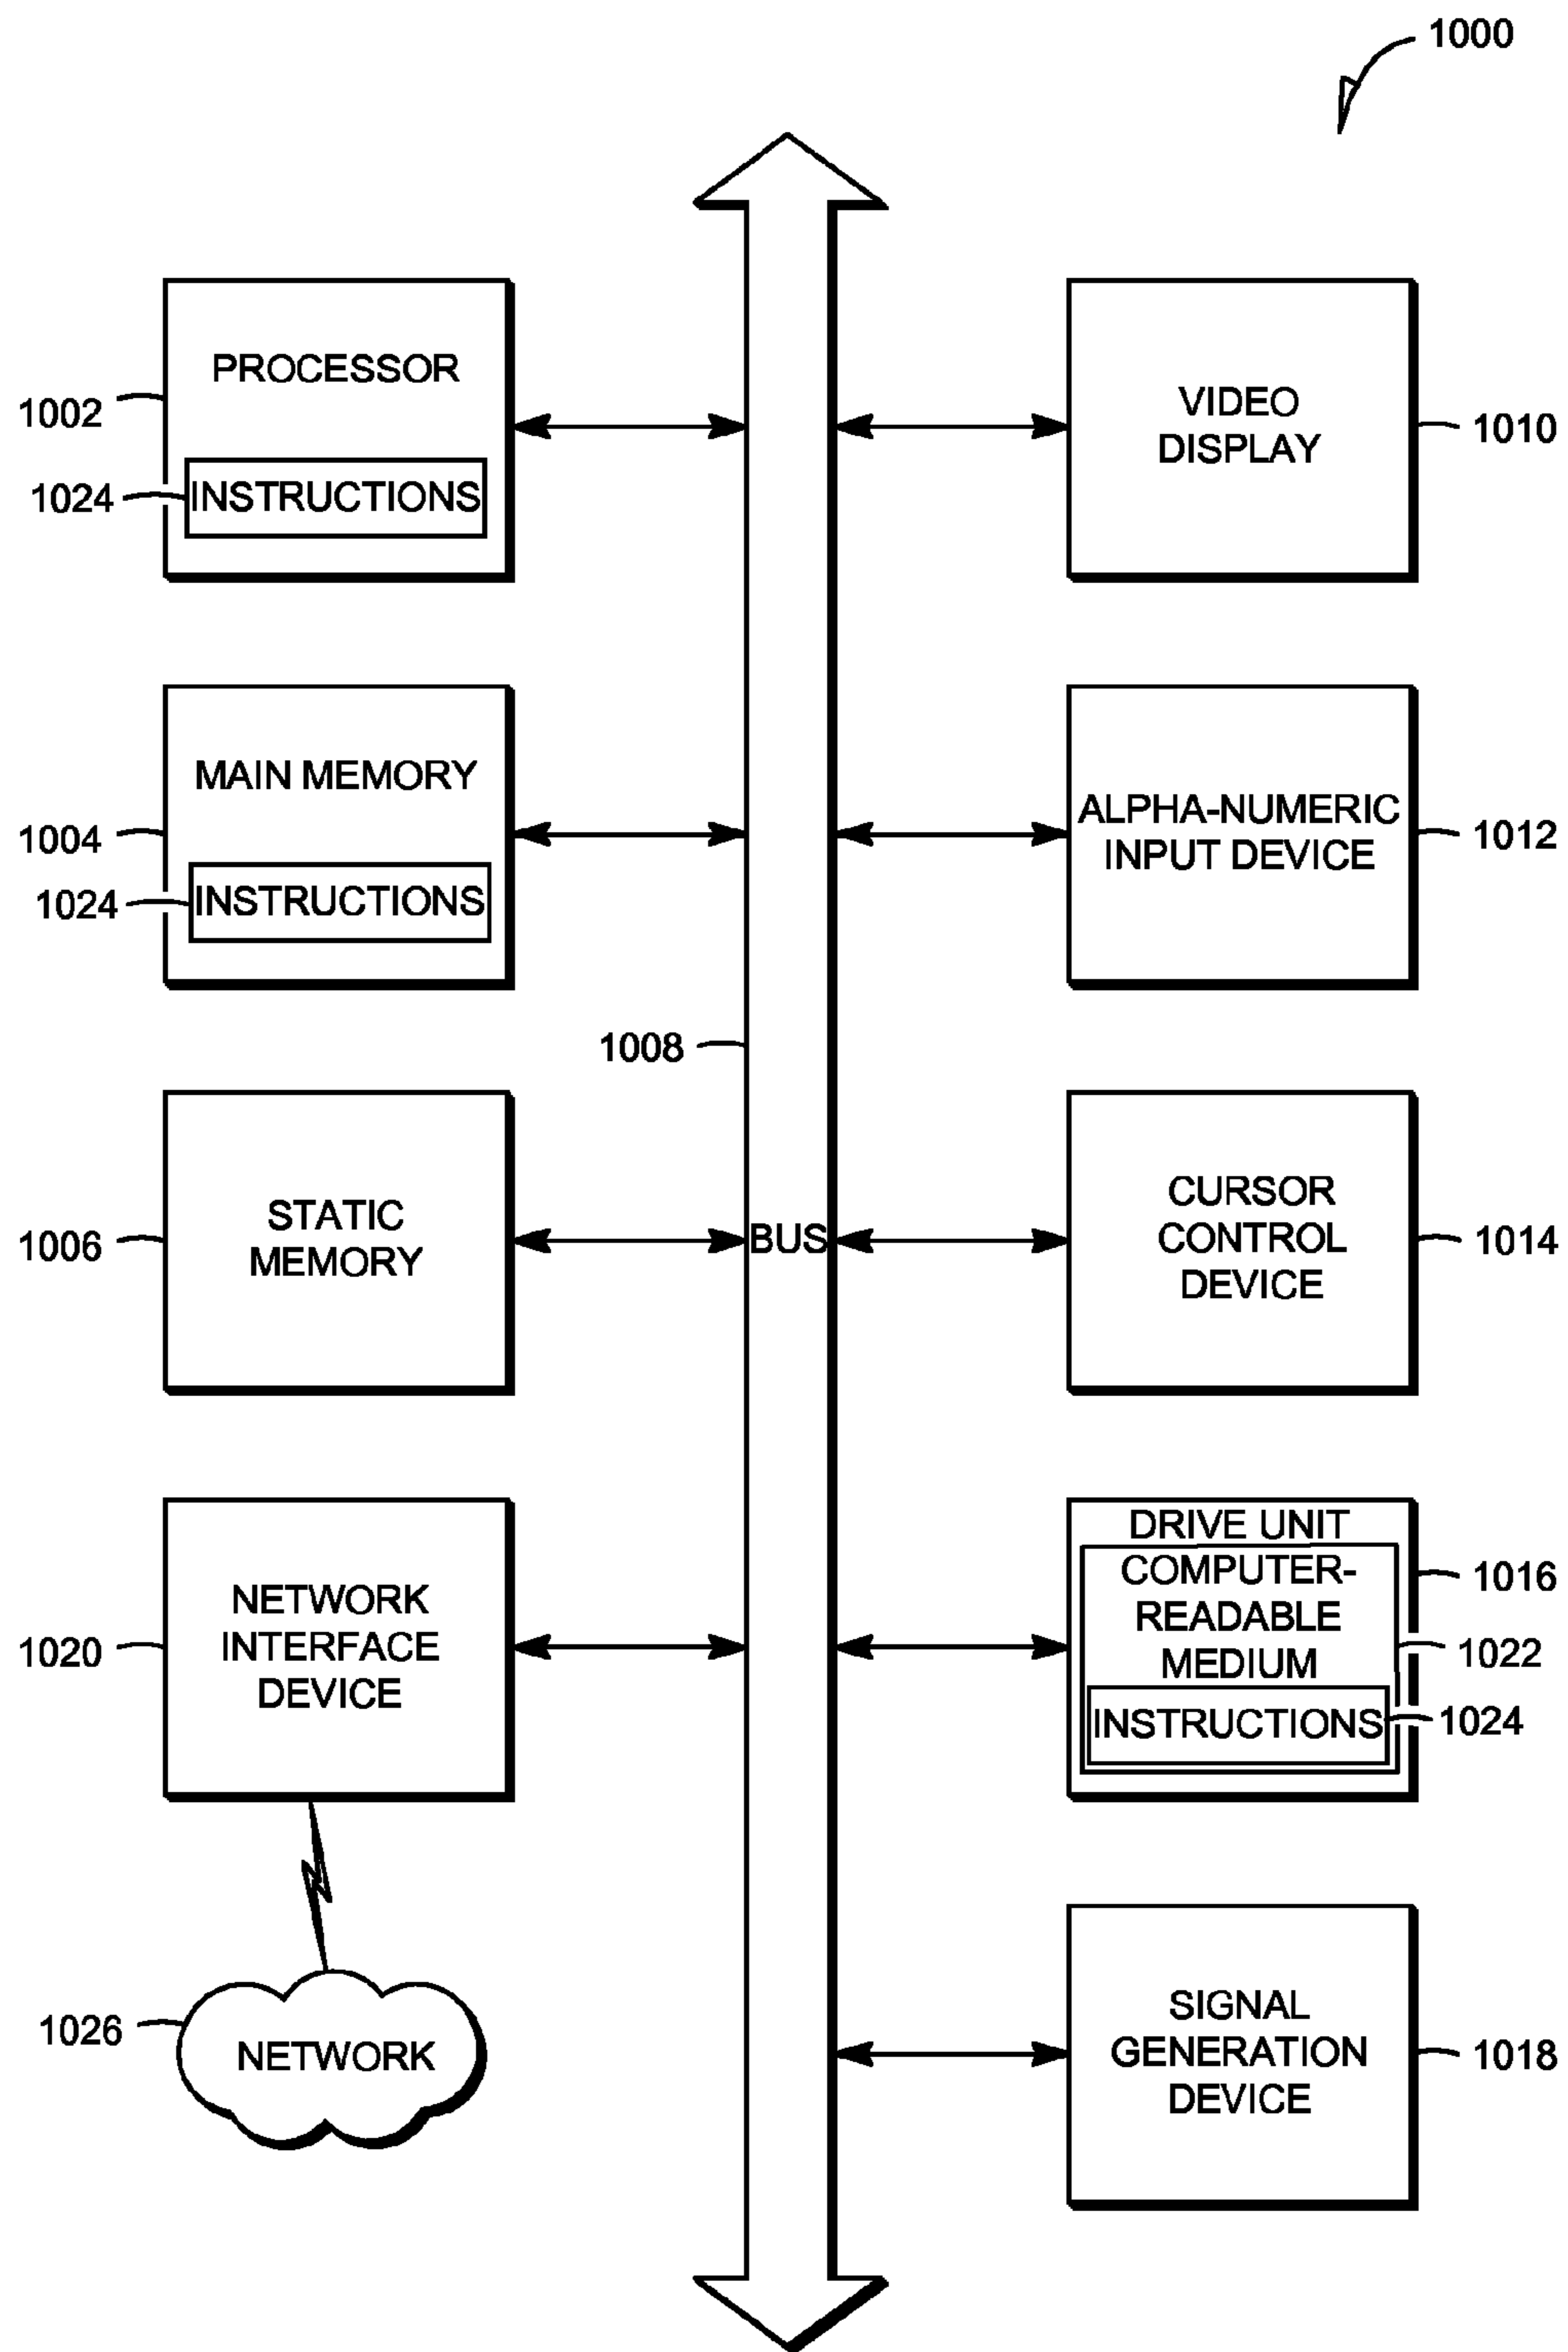 1000
PROCESSOR
1002
1024
INSTRUCTIONS
VIDEO
DISPLAY
1010
MAIN MEMORY
1004
1024
INSTRUCTIONS
ALPHA-NUMERIC
INPUT DEVICE
1012
1008
STATIC
MEMORY
1006
BUS
CURSOR
CONTROL
DEVICE
1014
NETWORK
INTERFACE
DEVICE
1020
DRIVE UNIT
COMPUTER-
READABLE
MEDIUM
INSTRUCTIONS
1016
1022
1024
1026
NETWORK
SIGNAL
GENERATION
DEVICE
1018